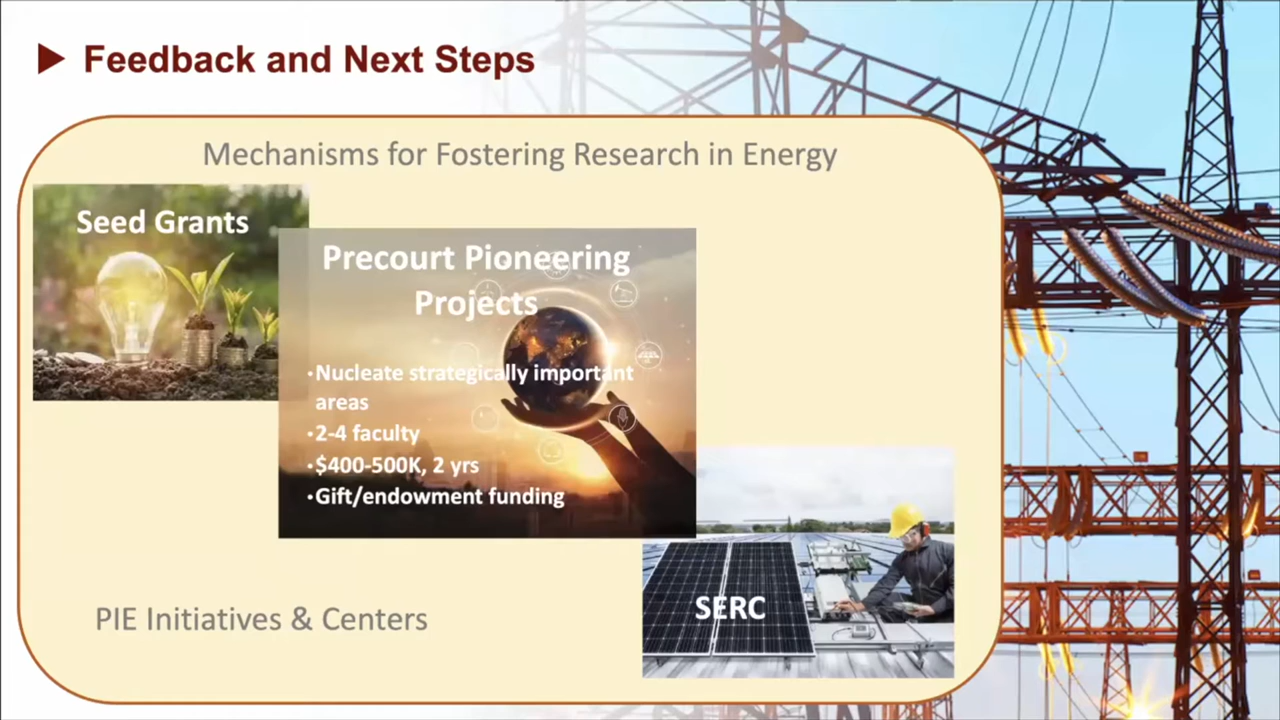 Feedback and Next Steps
Mechanisms for Fostering Research in Energy
Seed Grants
Precourt Pioneering
Projects
•Nucleate strategically important
areas
•2-4 faculty
•$400-500K, 2 yrs
•Gift/endowment funding
SERC
PIE Initiatives & Centers